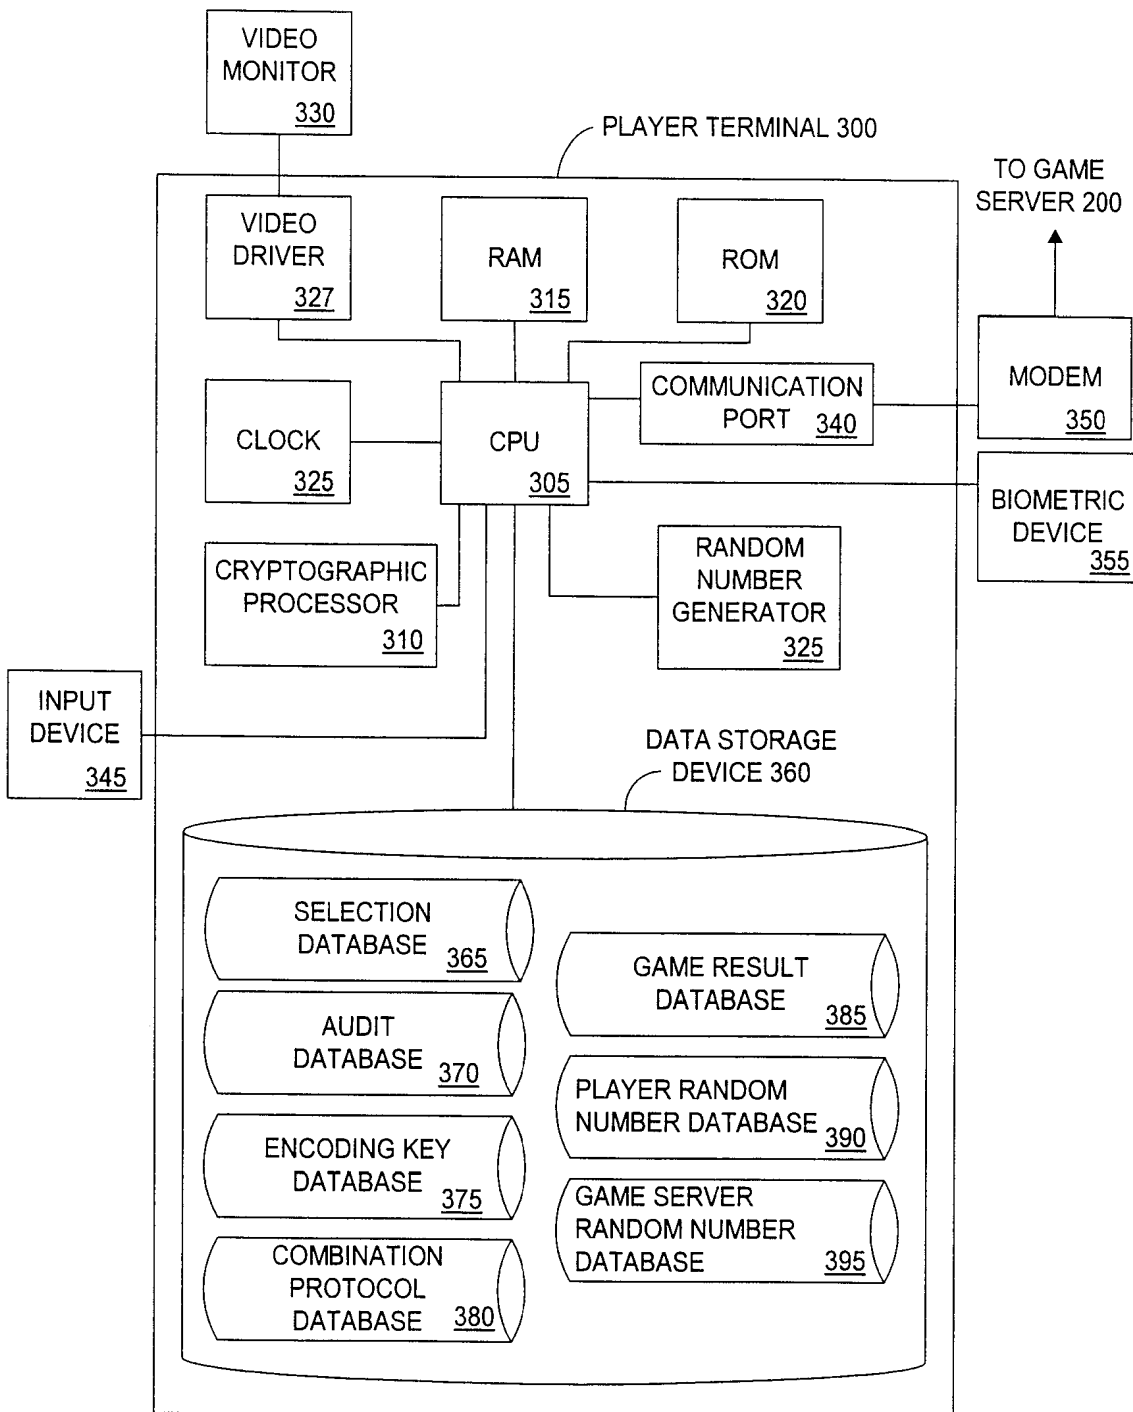 VIDEO
MONITOR
330
PLAYER TERMINAL 300
TO GAME
SERVER 200
VIDEO
DRIVER
327
RAM
315
ROM
320
MODEM
350
COMMUNICATION
PORT 340
CLOCK
325
CPU
305
BIOMETRIC
DEVICE
355
CRYPTOGRAPHIC
PROCESSOR
310
RANDOM
NUMBER
GENERATOR
325
INPUT
DEVICE
345
DATA STORAGE
DEVICE 360
SELECTION
DATABASE 365
AUDIT
DATABASE 370
ENCODING KEY
DATABASE 375
COMBINATION
PROTOCOL
DATABASE 380
GAME RESULT
DATABASE 385
PLAYER RANDOM
NUMBER DATABASE 390
GAME SERVER
RANDOM NUMBER
DATABASE 395